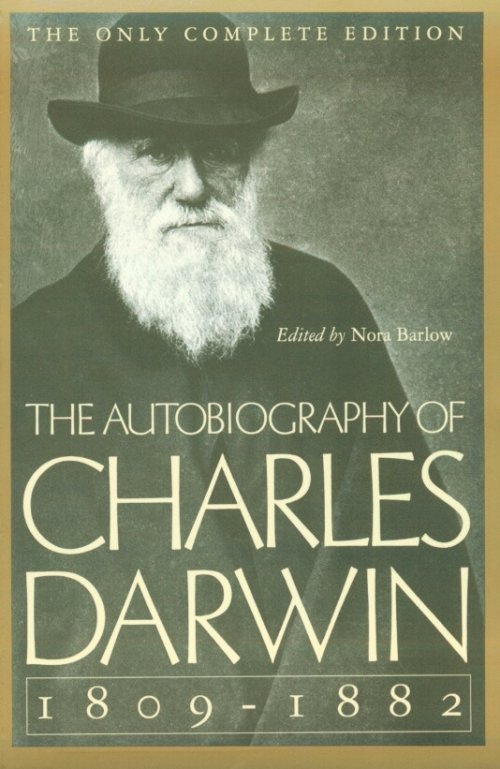 THE ONLY COMPLETE EDITION
Edited by Nora Barlow
THE AUTOBIOGRAPHY OF
CHARLES
DARWIN
1809-1882